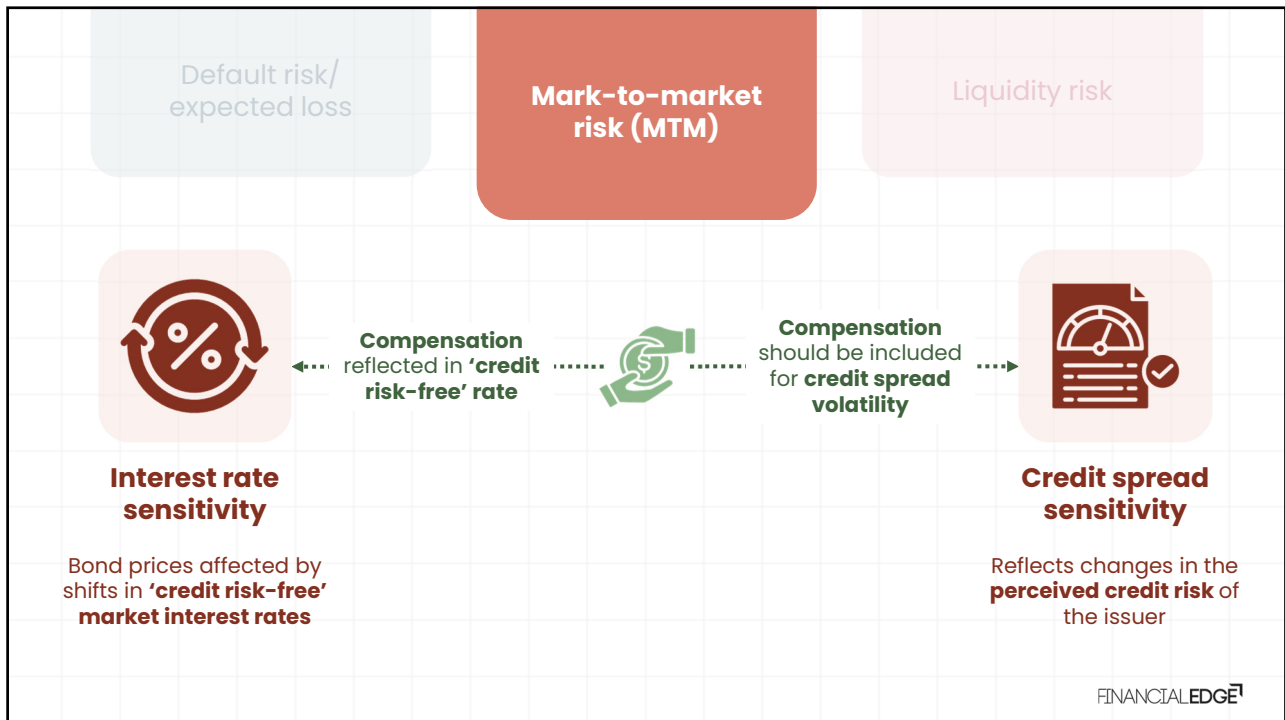 Default risk/
expected loss
Mark-to-market
risk (MTM)
Liquidity risk
Compensation
reflected in ‘credit
risk-free’ rate
$
Compensation
should be included
for credit spread
volatility
%
Interest rate
sensitivity
Bond prices affected by
shifts in ‘credit risk-free’
market interest rates
Credit spread
sensitivity
Reflects changes in the
perceived credit risk of
the issuer
FINANCIALEDGE